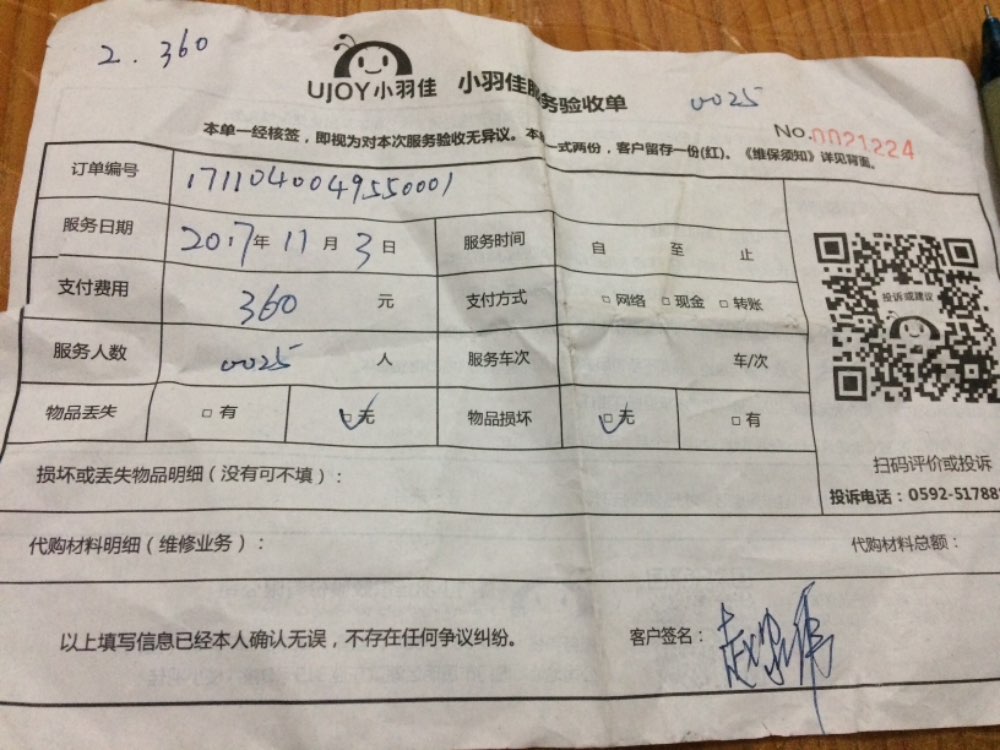 2. 360
UJOY小羽佳 小羽佳服务验收单 0025
No.0021224
本单一经核签，即视为对本次服务验收无异议。本单一式两份，客户留存一份(红)。《维保须知》详见背面。
订单编号 1711040049550001
服务日期 2017年11月3日 服务时间 自 至 止
支付费用 360 元 支付方式 □网络 □现金 □转账
投诉或建议
服务人数 0025 人 服务车次 车/次
物品丢失 □有 ☑无 物品损坏 ☑无 □有
扫码评价或投诉
损坏或丢失物品明细（没有可不填）：
投诉电话：0592-51788
代购材料明细（维修业务）： 代购材料总额：
以上填写信息已经本人确认无误，不存在任何争议纠纷。 客户签名：